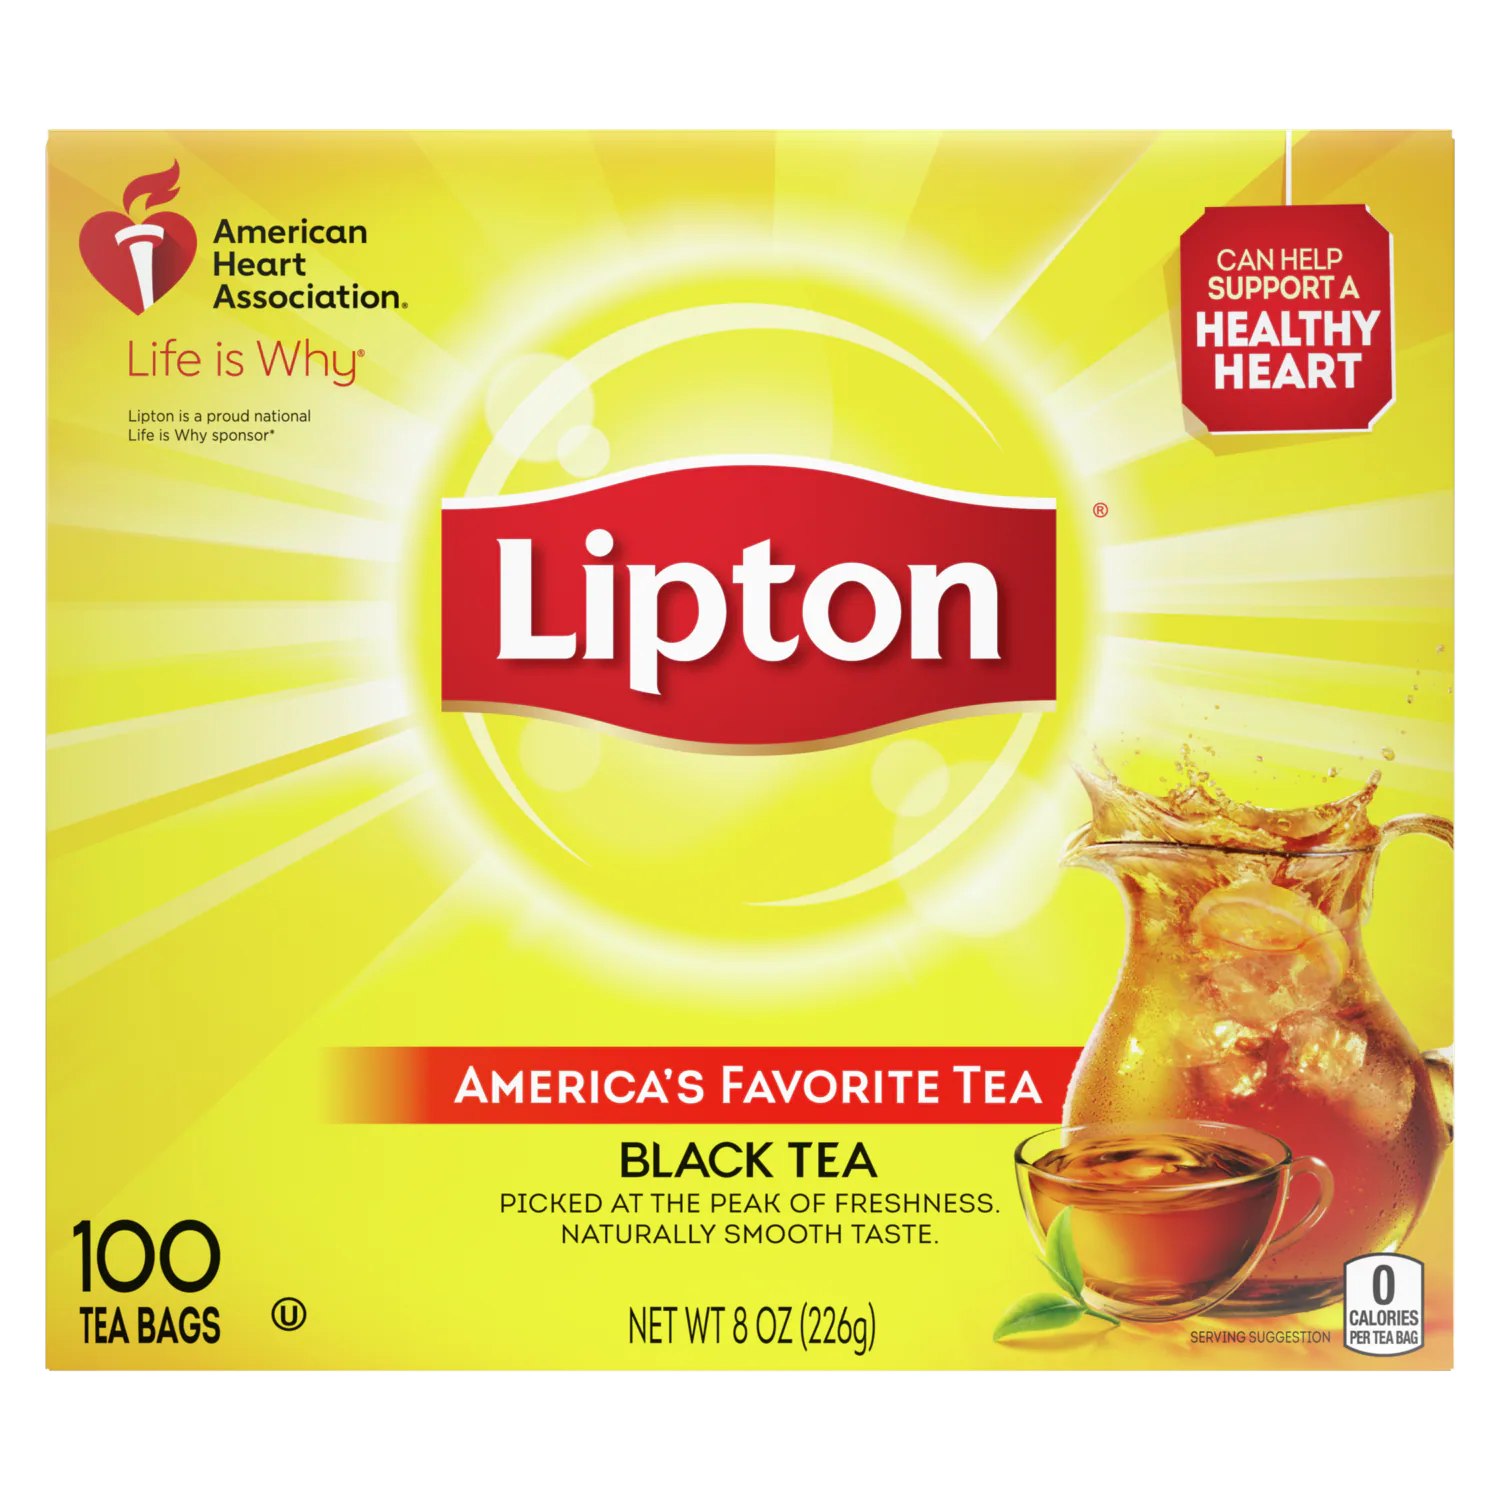 American
Heart
Association®
Life is Why®
Lipton is a proud national
Life is Why sponsor*
CAN HELP
SUPPORT A
HEALTHY
HEART
Lipton
®
AMERICA'S FAVORITE TEA
BLACK TEA
PICKED AT THE PEAK OF FRESHNESS.
NATURALLY SMOOTH TASTE.
100
TEA BAGS
U
NET WT 8 OZ (226g)
SERVING SUGGESTION
0
CALORIES
PER TEA BAG